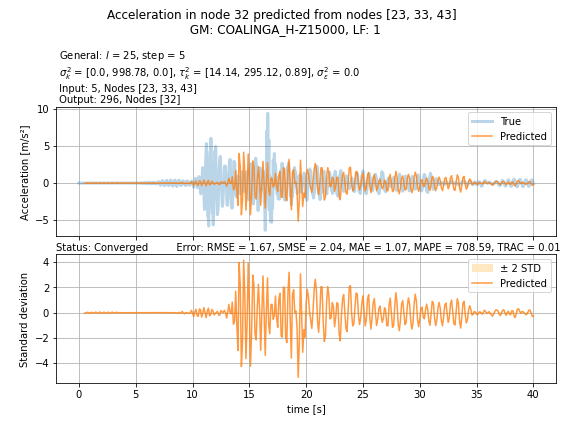 Acceleration in node 32 predicted from nodes [23, 33, 43]
GM: COALINGA_H-Z15000, LF: 1
General: l = 25, step = 5
σ²ₖ = [0.0, 998.78, 0.0], τ²ₖ = [14.14, 295.12, 0.89], σ²ε = 0.0
Input: 5, Nodes [23, 33, 43]
Output: 296, Nodes [32]
Acceleration [m/s²]
10
5
0
−5
True
Predicted
Status: Converged
Error: RMSE = 1.67, SMSE = 2.04, MAE = 1.07, MAPE = 708.59, TRAC = 0.01
Standard deviation
4
2
0
−2
−4
± 2 STD
Predicted
0 5 10 15 20 25 30 35 40
time [s]